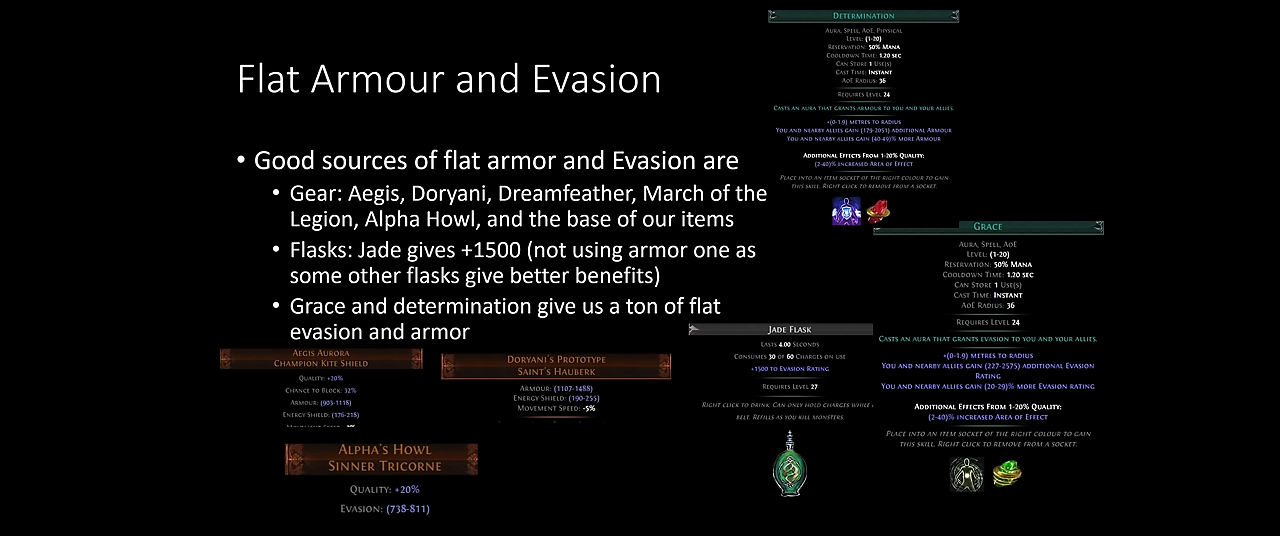 Flat Armour and Evasion
• Good sources of flat armor and Evasion are
• Gear: Aegis, Doryani, Dreamfeather, March of the
Legion, Alpha Howl, and the base of our items
• Flasks: Jade gives +1500 (not using armor one as
some other flasks give better benefits)
• Grace and determination give us a ton of flat
evasion and armor
Determination
Aura, Spell, AoE, Physical
Level: (1-20)
Reservation: 50% Mana
Cooldown Time: 1.20 sec
Can Store 1 Use(s)
Cast Time: Instant
AoE Radius: 36
Requires Level 24
Casts an aura that grants armour to you and your allies.
+(0-1.9) metres to radius
You and nearby allies gain (179-2051) additional Armour
You and nearby allies gain (40-49)% more Armour
Additional Effects From 1-20% Quality:
(2-40)% increased Area of Effect
Place into an item socket of the right colour to gain
this skill. Right click to remove from a socket.
Grace
Aura, Spell, AoE
Level: (1-20)
Reservation: 50% Mana
Cooldown Time: 1.20 sec
Can Store 1 Use(s)
Cast Time: Instant
AoE Radius: 36
Requires Level 24
Casts an aura that grants evasion to you and your allies.
+(0-1.9) metres to radius
You and nearby allies gain (227-2575) additional Evasion
Rating
You and nearby allies gain (20-29)% more Evasion rating
Additional Effects From 1-20% Quality:
(2-40)% increased Area of Effect
Place into an item socket of the right colour to gain
this skill. Right click to remove from a socket.
Jade Flask
Lasts 4.00 Seconds
Consumes 30 of 60 Charges on use
+1500 to Evasion Rating
Requires Level 27
Right click to drink. Can only hold charges while
belt. Refills as you kill monsters.
Aegis Aurora
Champion Kite Shield
Quality: +20%
Chance to Block: 32%
Armour: (903-1118)
Energy Shield: (176-218)
Doryani's Prototype
Saint's Hauberk
Armour: (1107-1488)
Energy Shield: (190-255)
Movement Speed: -5%
Alpha's Howl
Sinner Tricorne
Quality: +20%
Evasion: (738-811)